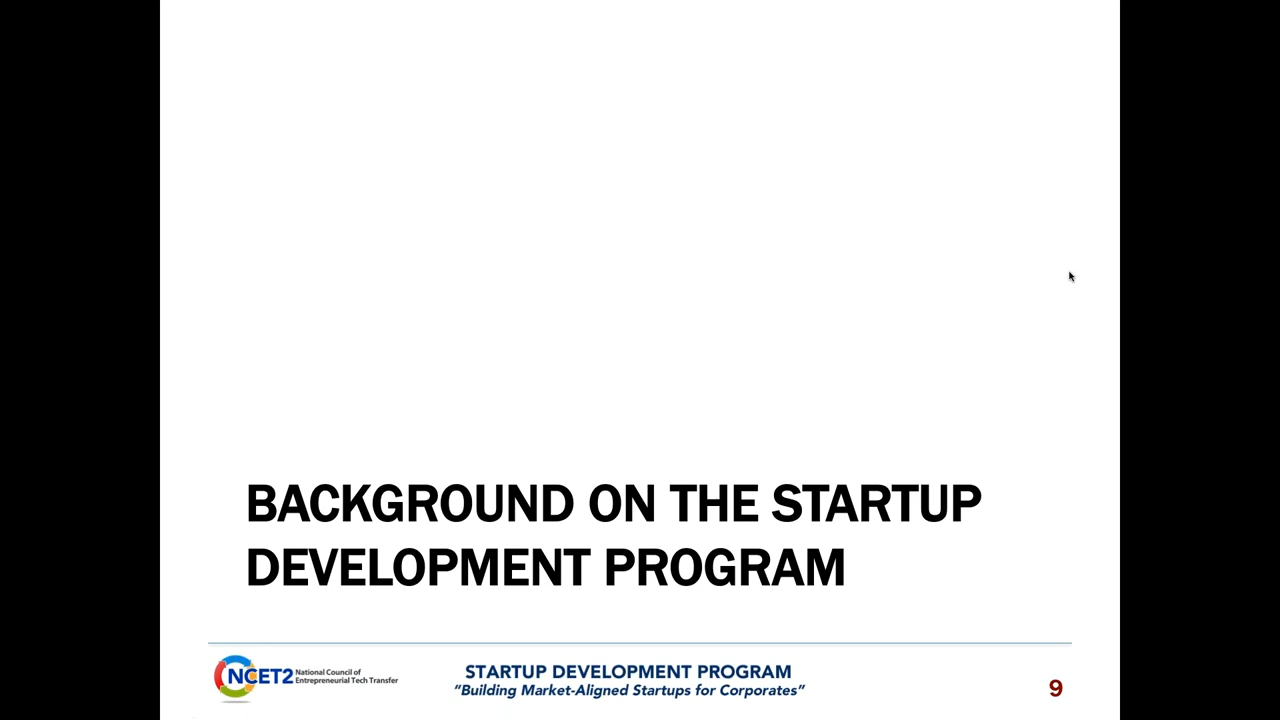 BACKGROUND ON THE STARTUP
DEVELOPMENT PROGRAM
NCET2
National Council of
Entrepreneurial Tech Transfer
STARTUP DEVELOPMENT PROGRAM
"Building Market-Aligned Startups for Corporates"
9